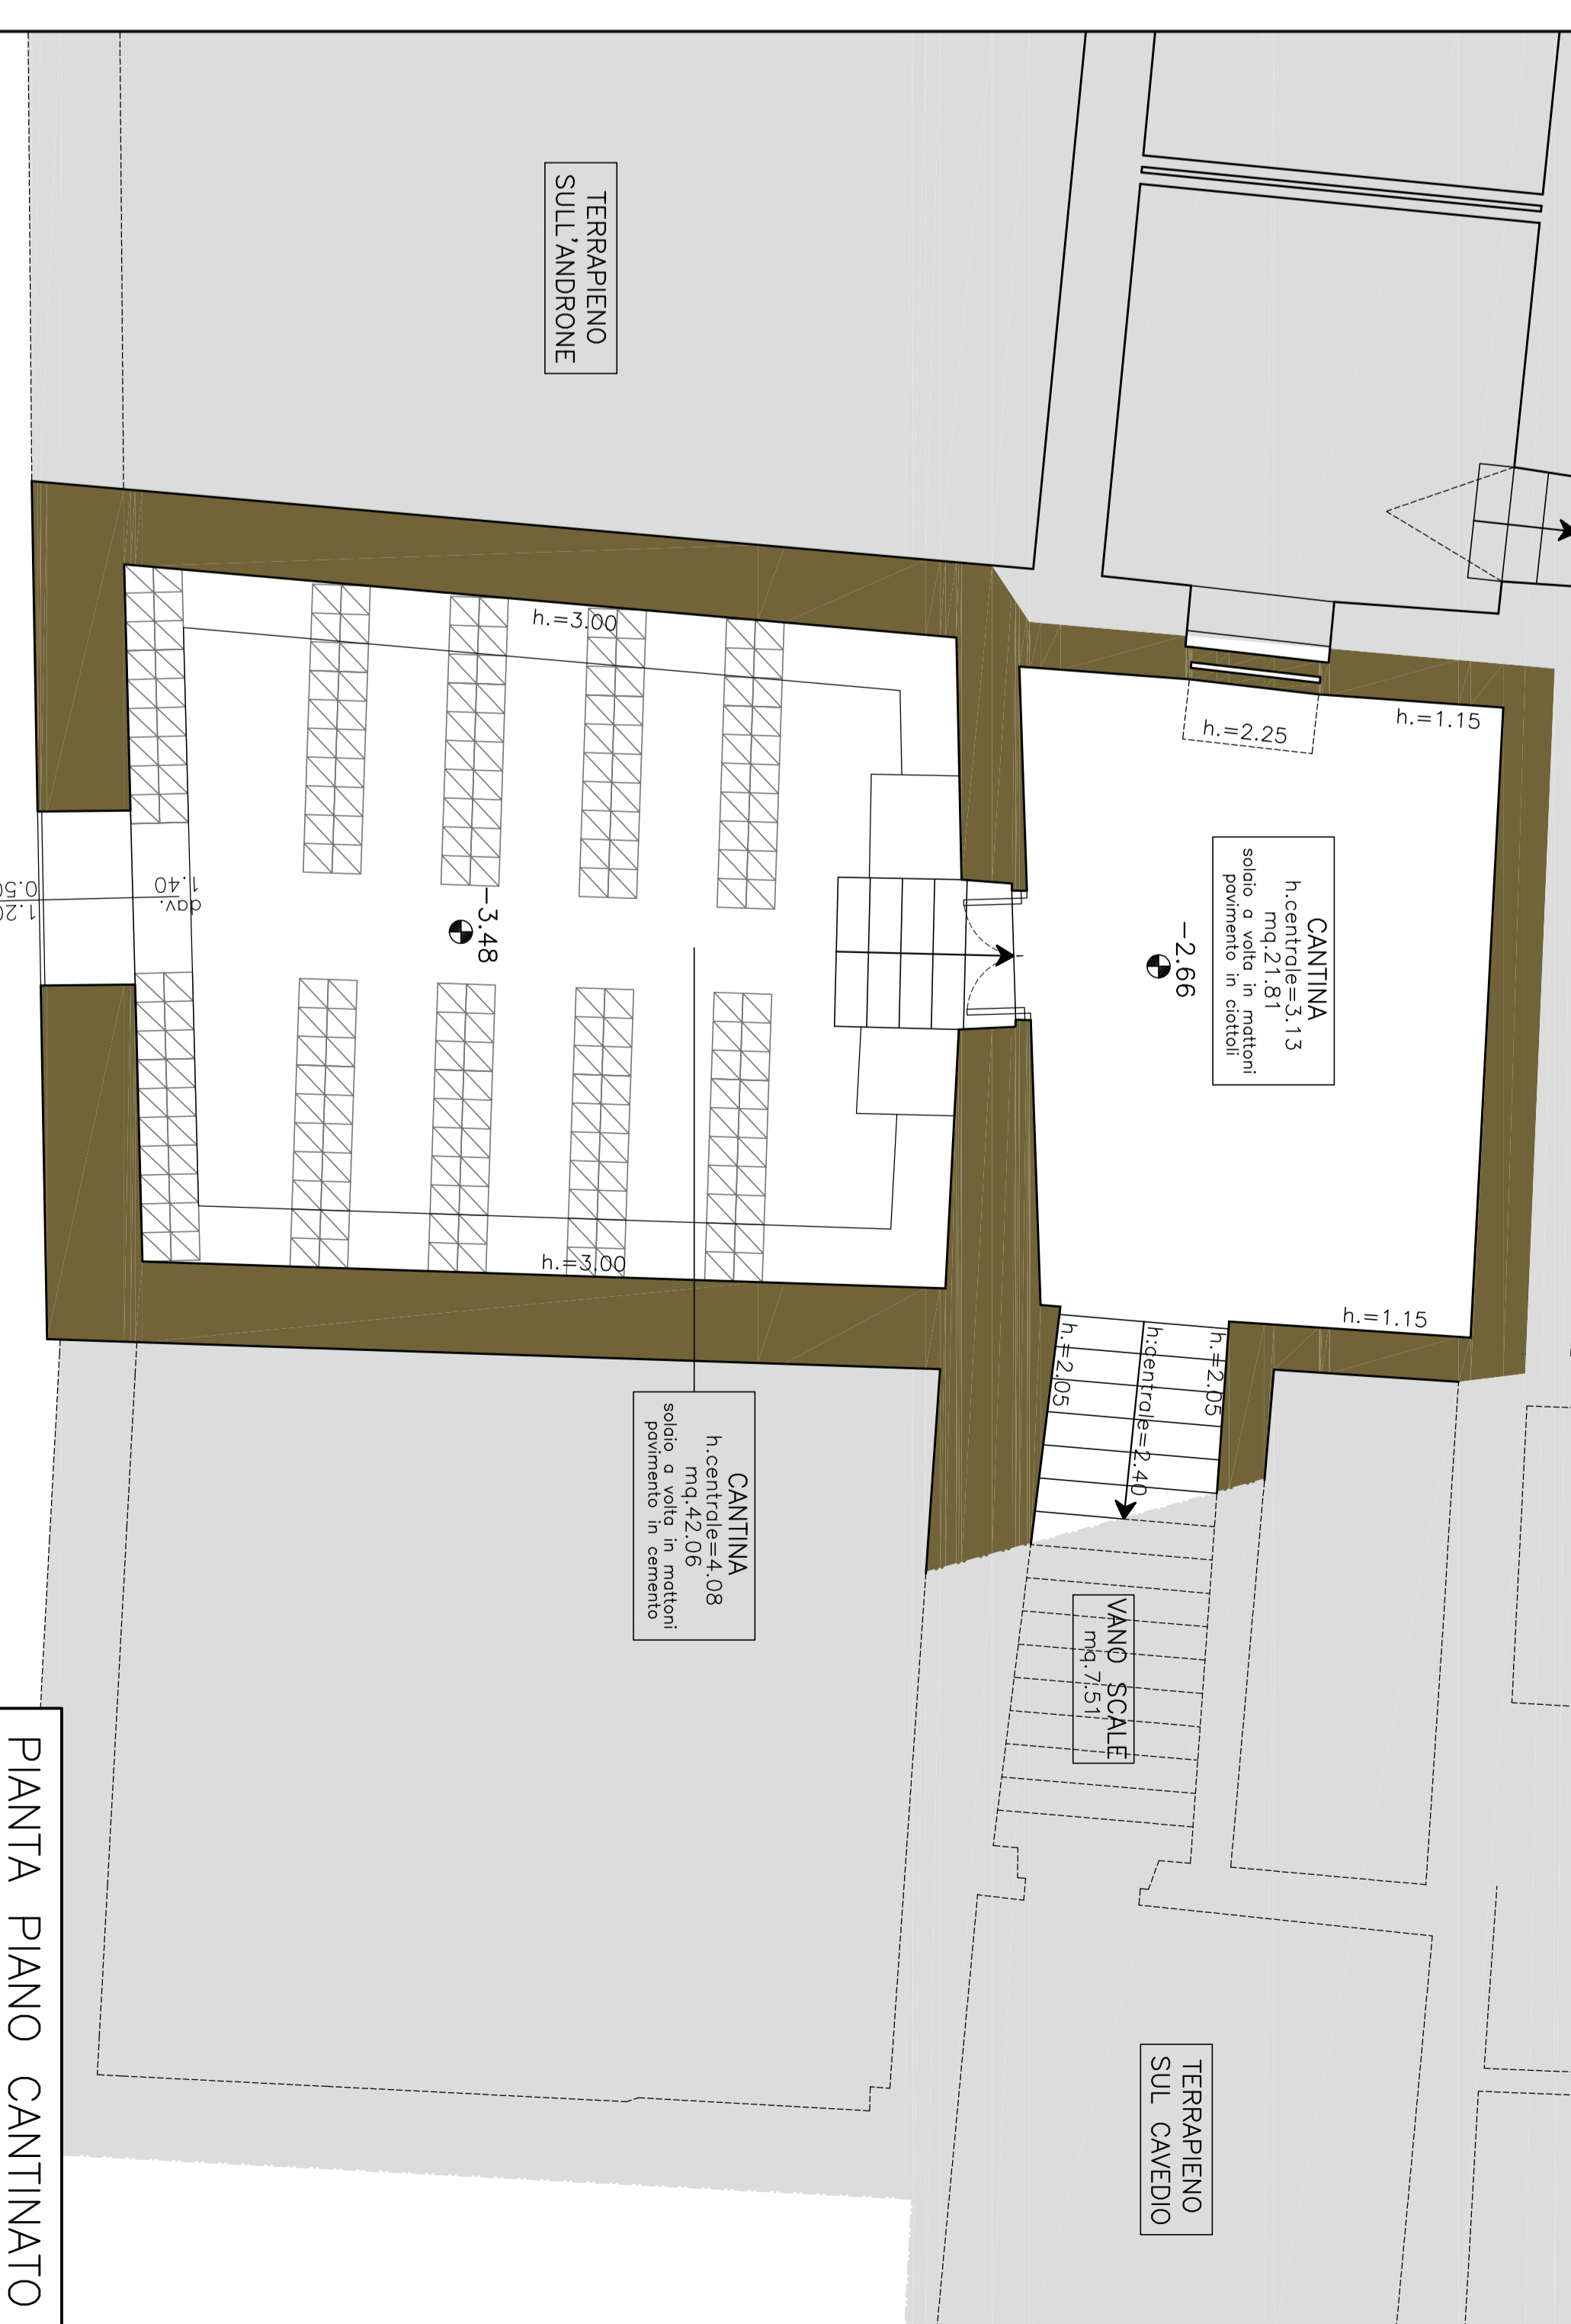 TERRAPIENO
SULL'ANDRONE
h.=3.00
h.=2.25
h.=1.15
CANTINA
h.centrale=3.13
mq.21.81
solaio a volta in mattoni
pavimento in ciottoli
-2.66
-3.48
dav.
1.40
h.=3.00
h.=1.15
h.=2.05
h:centrale=2.40
h.=2.05
CANTINA
h.centrale=4.08
mq.42.06
solaio a volta in mattoni
pavimento in cemento
VANO SCALE
mq.7.51
TERRAPIENO
SUL CAVEDIO
PIANTA PIANO CANTINATO